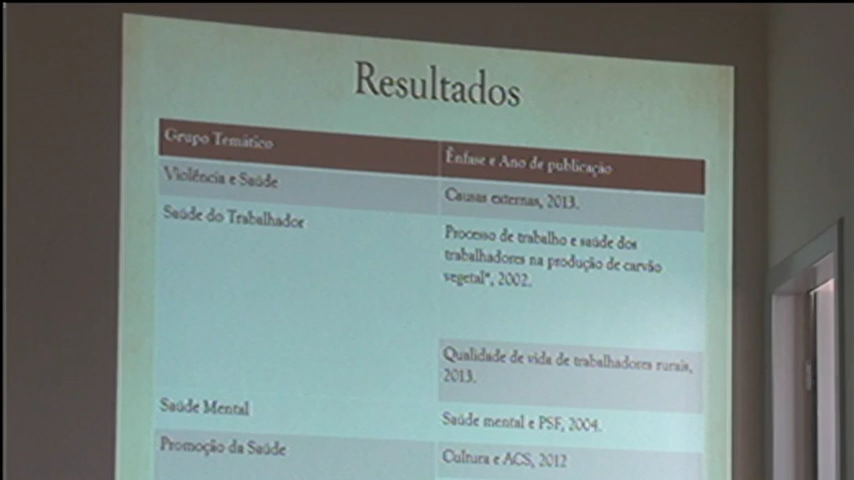 Resultados
Grupo Temático
Ênfase e Ano de publicação
Violência e Saúde
Causas externas, 2013.
Saúde do Trabalhador
Processo de trabalho e saúde dos
trabalhadores na produção de carvão
vegetal", 2002.
Qualidade de vida de trabalhadores rurais,
2013.
Saúde Mental
Saúde mental e PSF, 2004.
Promoção da Saúde
Cultura e ACS, 2012